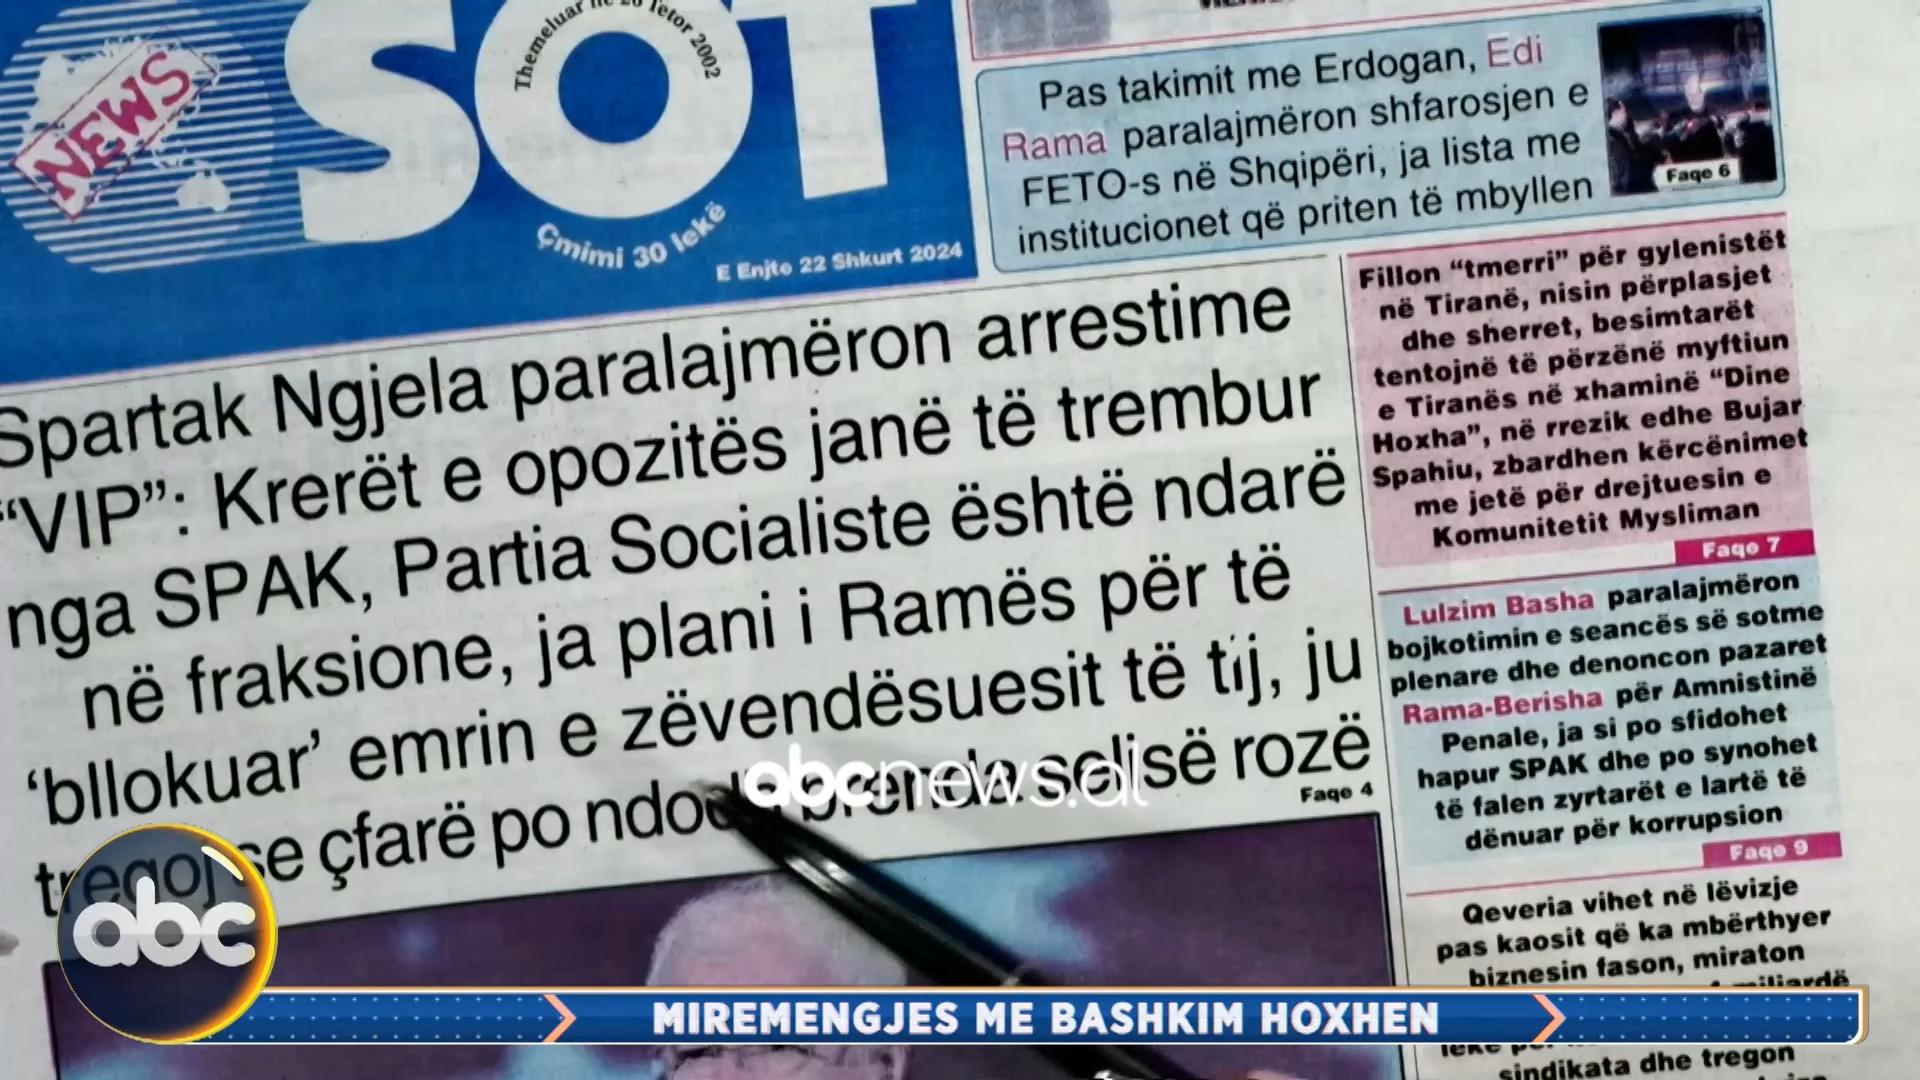 NEWS
SOT
Themeluar në 20 Tetor 2002
Çmimi 30 lekë
E Enjte 22 Shkurt 2024
Pas takimit me Erdogan, Edi
Rama paralajmëron shfarosjen e
FETO-s në Shqipëri, ja lista me
institucionet që priten të mbyllen
Faqe 6
Spartak Ngjela paralajmëron arrestime
“VIP”: Krerët e opozitës janë të trembur
nga SPAK, Partia Socialiste është ndarë
në fraksione, ja plani i Ramës për të
‘bllokuar’ emrin e zëvendësuesit të tij, ju
tregoj se çfarë po ndodh brenda selisë rozë
Faqe 4
Fillon “tmerri” për gylenistët
në Tiranë, nisin përplasjet
dhe sherret, besimtarët
tentojnë të përzënë myftiun
e Tiranës në xhaminë “Dine
Hoxha”, në rrezik edhe Bujar
Spahiu, zbardhen kërcënimet
me jetë për drejtuesin e
Komunitetit Mysliman
Faqe 7
Lulzim Basha paralajmëron
bojkotimin e seancës së sotme
plenare dhe denoncon pazaret
Rama-Berisha për Amnistinë
Penale, ja si po sfidohet
hapur SPAK dhe po synohet
të falen zyrtarët e lartë të
dënuar për korrupsion
Faqe 9
Qeveria vihet në lëvizje
pas kaosit që ka mbërthyer
biznesin fason, miraton
miliardë
lekë
sindikata dhe tregon
abcnews.al
abc
MIREMENGJES ME BASHKIM HOXHEN